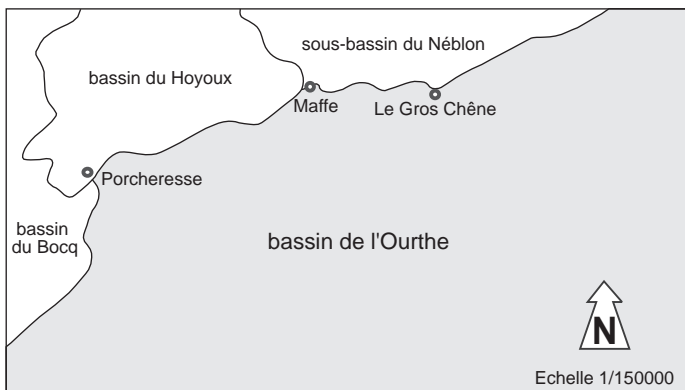 sous-bassin du Néblon
bassin du Hoyoux
Maffe
Le Gros Chêne
Porcheresse
bassin
du Bocq
bassin de l'Ourthe
N
Echelle 1/150000